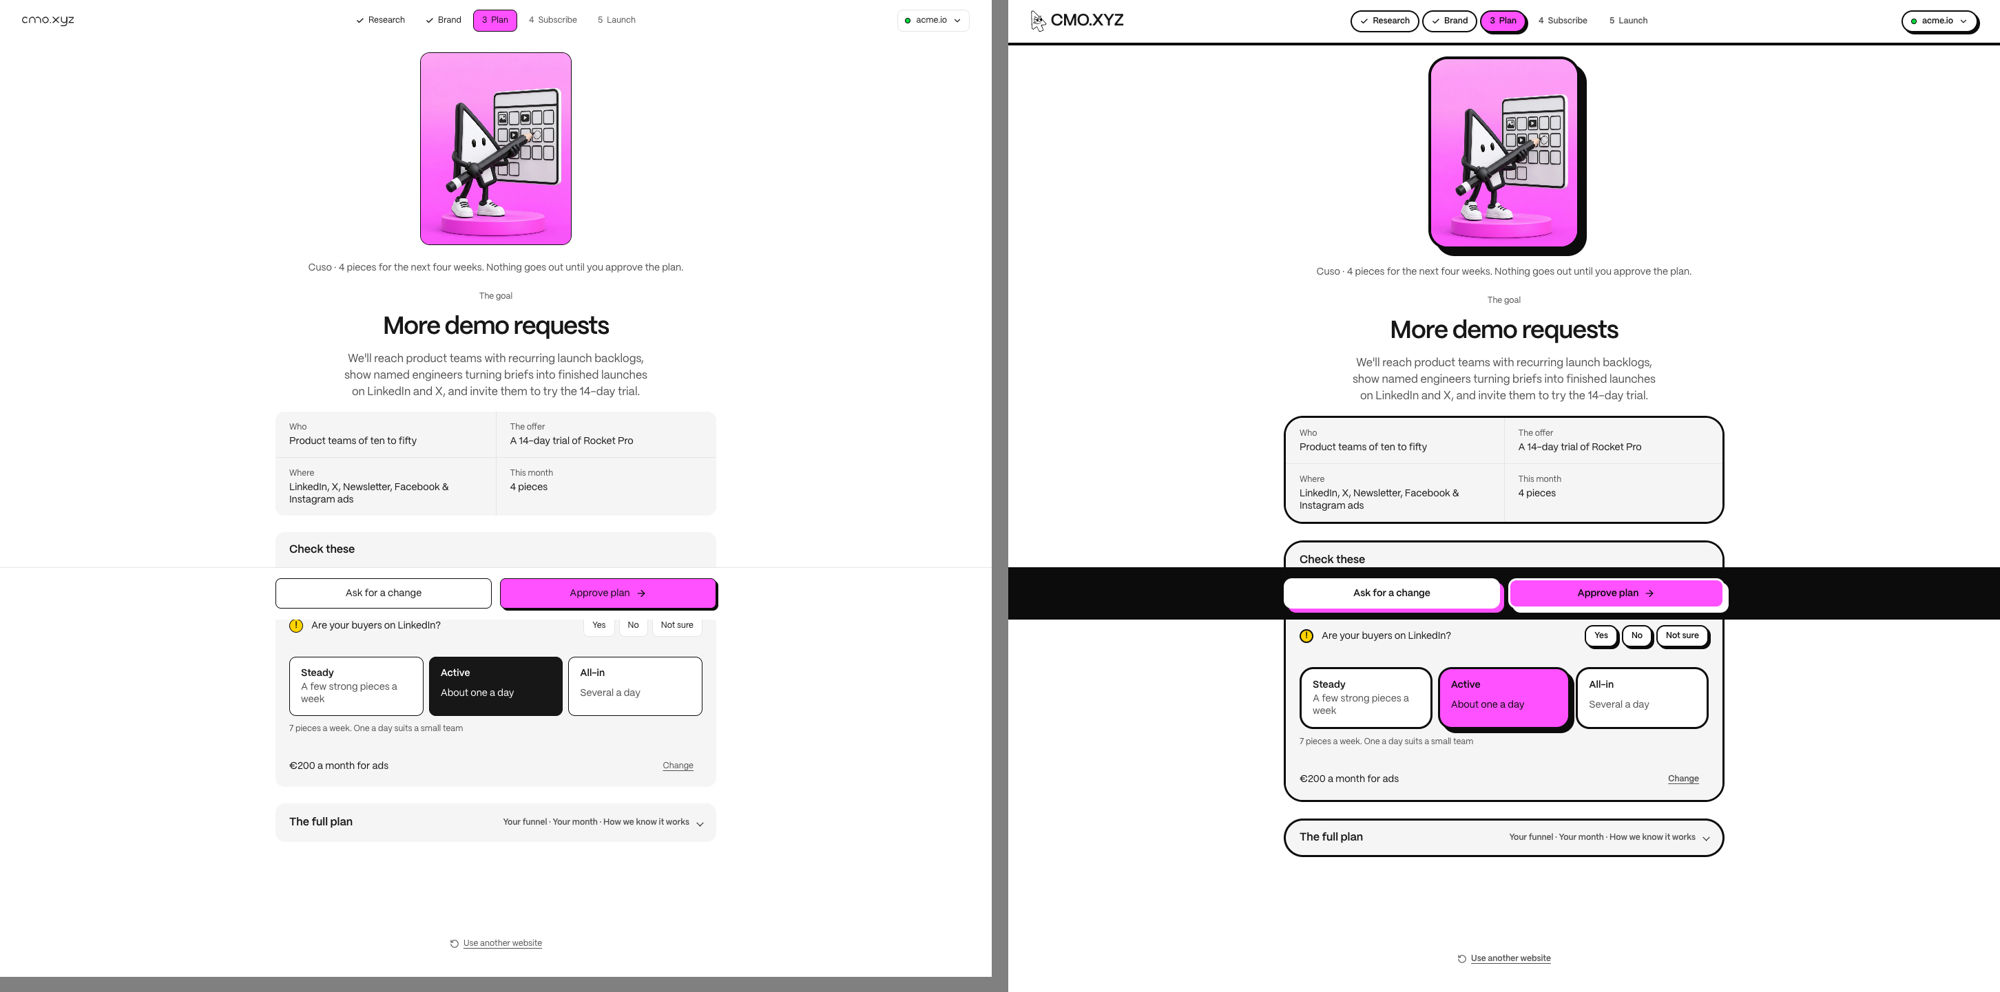 cmo.xyz
Research
Brand
3 Plan
4 Subscribe
5 Launch
acme.io
Cuso · 4 pieces for the next four weeks. Nothing goes out until you approve the plan.
The goal
More demo requests
We'll reach product teams with recurring launch backlogs,
show named engineers turning briefs into finished launches
on LinkedIn and X, and invite them to try the 14-day trial.
Who
Product teams of ten to fifty
The offer
A 14-day trial of Rocket Pro
Where
LinkedIn, X, Newsletter, Facebook &
Instagram ads
This month
4 pieces
Check these
Ask for a change
Approve plan
! Are your buyers on LinkedIn?
Yes
No
Not sure
Steady
A few strong pieces a
week
Active
About one a day
All-in
Several a day
7 pieces a week. One a day suits a small team
€200 a month for ads
Change
The full plan
Your funnel · Your month · How we know it works
Use another website
CMO.XYZ
Research
Brand
3 Plan
4 Subscribe
5 Launch
acme.io
Cuso · 4 pieces for the next four weeks. Nothing goes out until you approve the plan.
The goal
More demo requests
We'll reach product teams with recurring launch backlogs,
show named engineers turning briefs into finished launches
on LinkedIn and X, and invite them to try the 14-day trial.
Who
Product teams of ten to fifty
The offer
A 14-day trial of Rocket Pro
Where
LinkedIn, X, Newsletter, Facebook &
Instagram ads
This month
4 pieces
Check these
Ask for a change
Approve plan
! Are your buyers on LinkedIn?
Yes
No
Not sure
Steady
A few strong pieces a
week
Active
About one a day
All-in
Several a day
7 pieces a week. One a day suits a small team
€200 a month for ads
Change
The full plan
Your funnel · Your month · How we know it works
Use another website